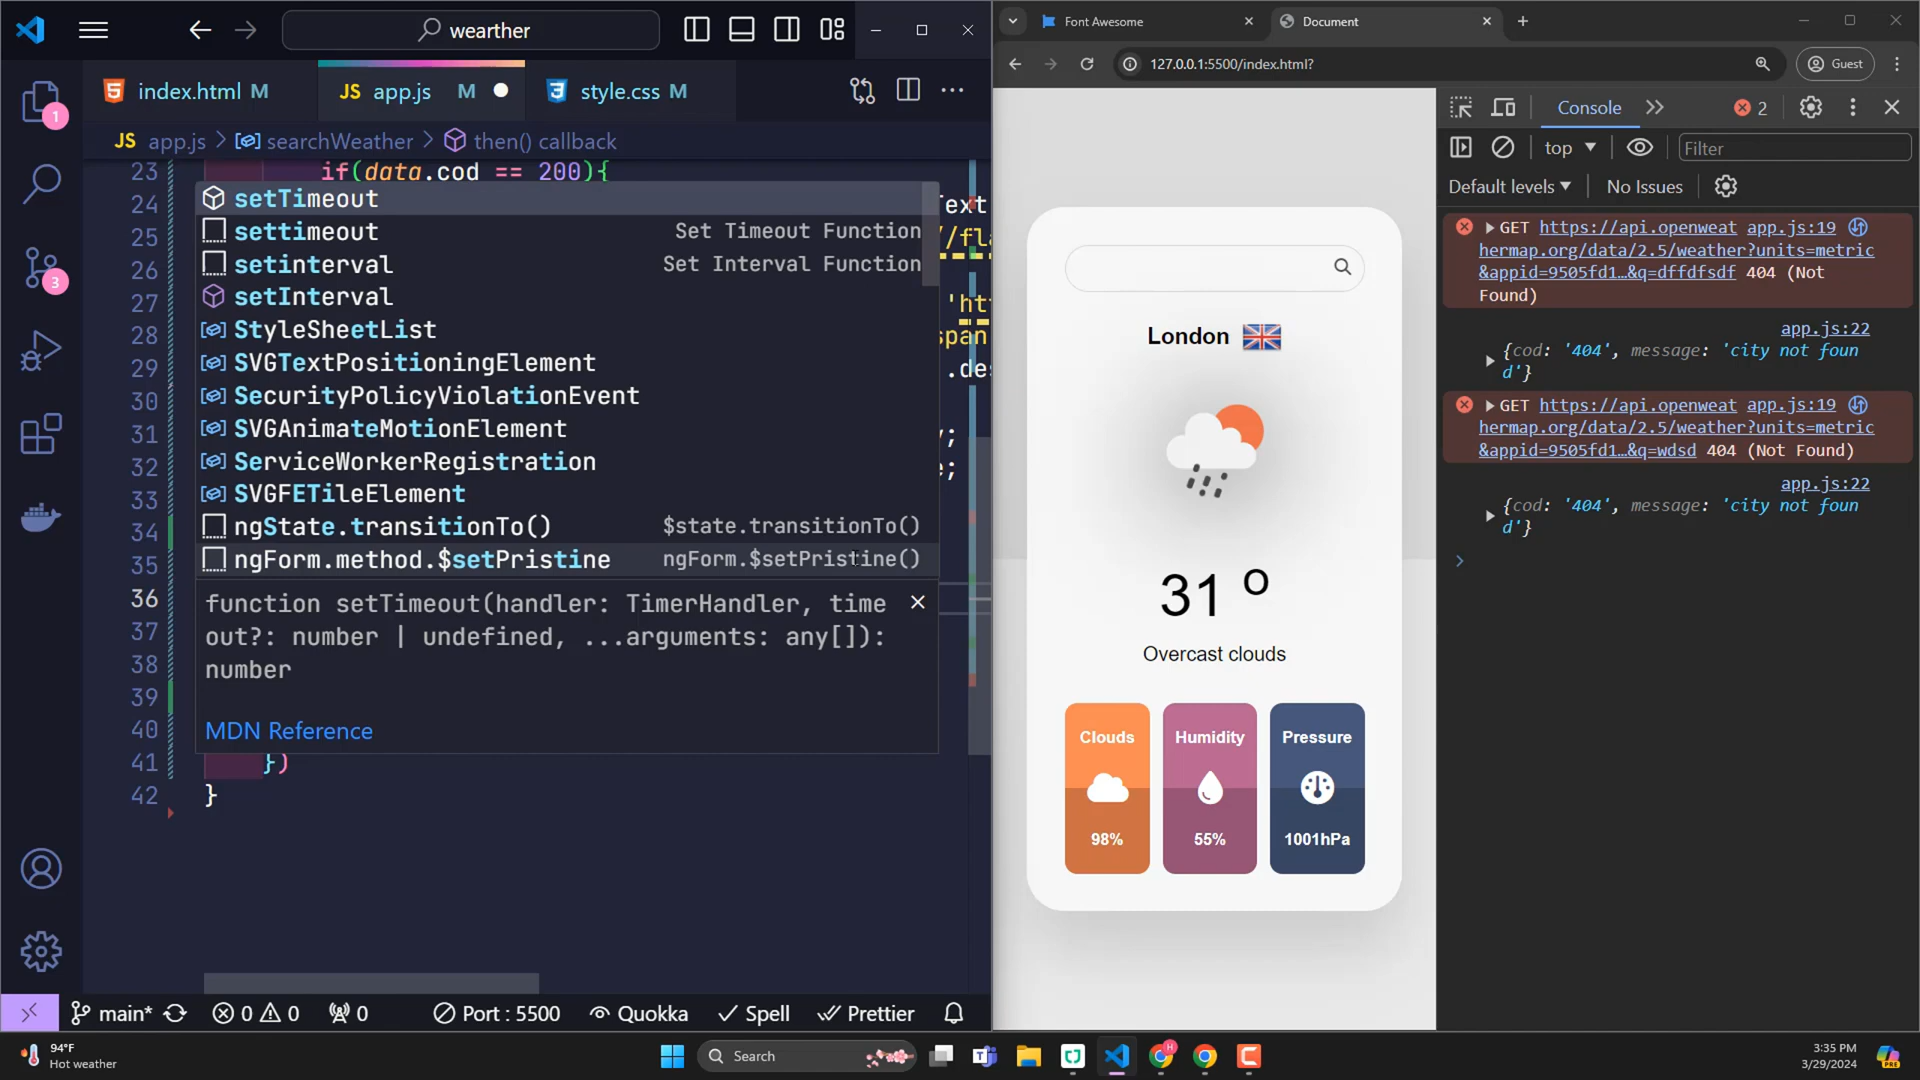 wearther
index.html M
JS app.js M
style.css M
JS app.js > searchWeather > then() callback
23 if(data.cod == 200){
24
25
26
27
28
29
30
31
32
33
34
35
36
37
38
39
40
41 })
42 }
ext
//fla
'ht
span
.des
y;
e;
setTimeout
settimeout Set Timeout Function
setinterval Set Interval Function
setInterval
StyleSheetList
SVGTextPositioningElement
SecurityPolicyViolationEvent
SVGAnimateMotionElement
ServiceWorkerRegistration
SVGFETileElement
ngState.transitionTo() $state.transitionTo()
ngForm.method.$setPristine ngForm.$setPristine()
function setTimeout(handler: TimerHandler, time
out?: number | undefined, ...arguments: any[]):
number
MDN Reference
1
3
main* 0 0 0 Port : 5500 Quokka Spell Prettier
Font Awesome
Document
127.0.0.1:5500/index.html?
Guest
London
31 o
Overcast clouds
Clouds
98%
Humidity
55%
Pressure
1001hPa
Console 2
top Filter
Default levels No Issues
GET https://api.openweat app.js:19
hermap.org/data/2.5/weather?units=metric
&appid=9505fd1…&q=dffdfsdf 404 (Not
Found)
app.js:22
{cod: '404', message: 'city not foun
d'}
GET https://api.openweat app.js:19
hermap.org/data/2.5/weather?units=metric
&appid=9505fd1…&q=wdsd 404 (Not Found)
app.js:22
{cod: '404', message: 'city not foun
d'}
94°F
Hot weather
Search
3:35 PM
3/29/2024